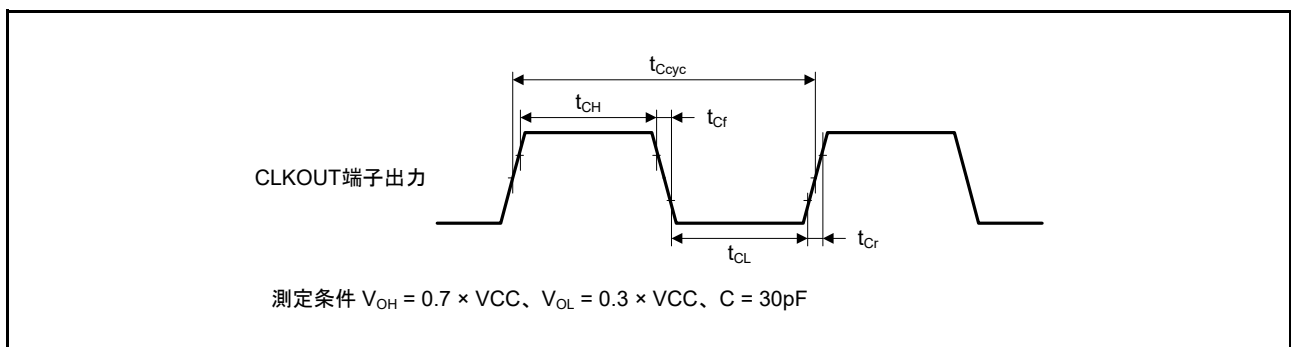 tCcyc
tCH
tCf
CLKOUT端子出力
tCr
tCL
測定条件 VOH = 0.7 × VCC、VOL = 0.3 × VCC、C = 30pF